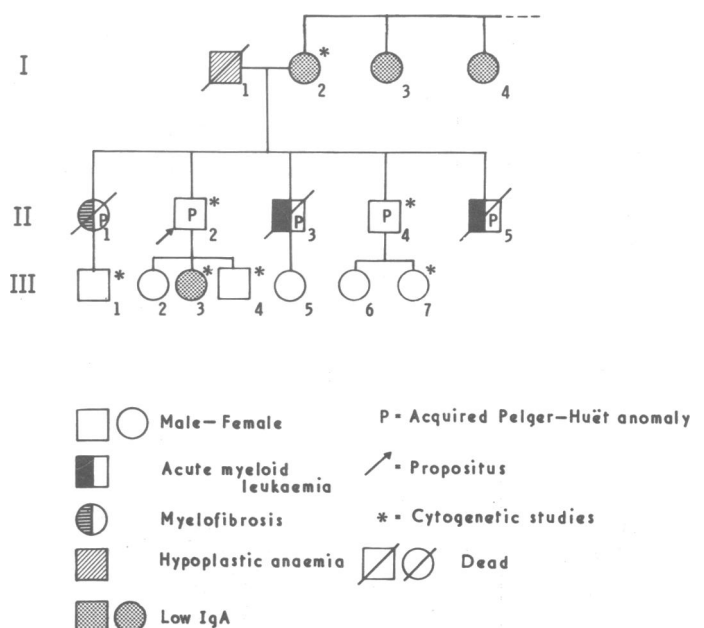 I
1
*
2
3
4
II
P
1
P
*
2
P
3
P
*
4
P
5
III
*
1
2
*
3
*
4
5
6
*
7
Male—Female
P - Acquired Pelger—Huët anomaly
Acute myeloid
leukaemia
- Propositus
Myelofibrosis
* - Cytogenetic studies
Hypoplastic anaemia
Dead
Low IgA